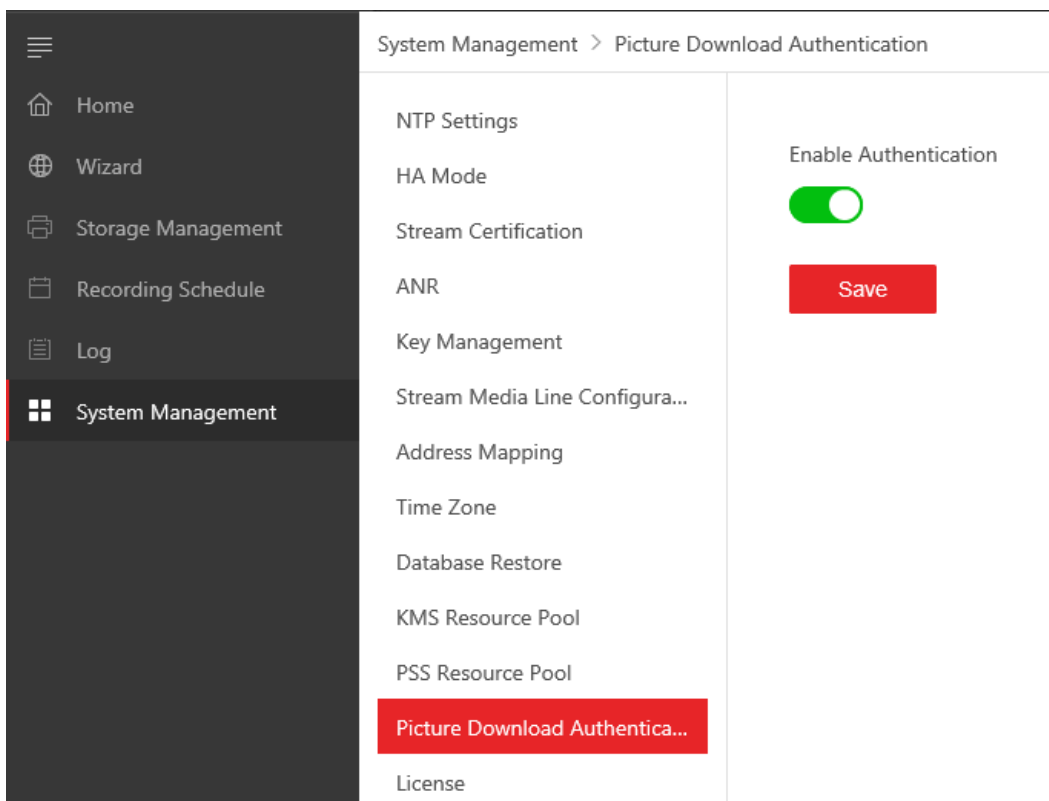 System Management > Picture Download Authentication
Home
Wizard
Storage Management
Recording Schedule
Log
System Management
NTP Settings
HA Mode
Stream Certification
ANR
Key Management
Stream Media Line Configura...
Address Mapping
Time Zone
Database Restore
KMS Resource Pool
PSS Resource Pool
Picture Download Authentica...
License
Enable Authentication
Save